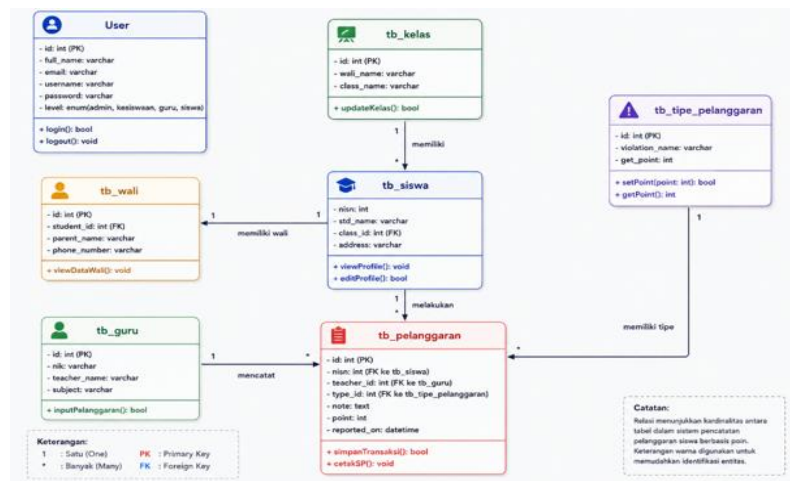 User
- id: int (PK)
- full_name: varchar
- email: varchar
- username: varchar
- password: varchar
- level: enum(admin, kesiswaan, guru, siswa)
+ login(): bool
+ logout(): void
tb_kelas
- id: int (PK)
- wali_name: varchar
- class_name: varchar
+ updateKelas(): bool
1
memiliki
*
tb_tipe_pelanggaran
- id: int (PK)
- violation_name: varchar
- get_point: int
+ setPoint(point: int): bool
+ getPoint(): int
1
memiliki tipe
*
tb_wali
- id: int (PK)
- student_id: int (FK)
- parent_name: varchar
- phone_number: varchar
+ viewDataWali(): void
1
memiliki wali
1
tb_siswa
- nisn: int
- std_name: varchar
- class_id: int (FK)
- address: varchar
+ viewProfile(): void
+ editProfile(): bool
1
melakukan
*
tb_guru
- id: int (PK)
- nik: varchar
- teacher_name: varchar
- subject: varchar
+ inputPelanggaran(): bool
1
mencatat
*
tb_pelanggaran
- id: int (PK)
- nisn: int (FK ke tb_siswa)
- teacher_id: int (FK ke tb_guru)
- type_id: int (FK ke tb_tipe_pelanggaran)
- note: text
- point: int
- reported_on: datetime
+ simpanTransaksi(): bool
+ cetakSP(): void
Keterangan:
1 : Satu (One) PK : Primary Key
* : Banyak (Many) FK : Foreign Key
Catatan:
Relasi menunjukkan kardinalitas antara
tabel dalam sistem pencatatan
pelanggaran siswa berbasis poin.
Keterangan warna digunakan untuk
memudahkan identifikasi entitas.